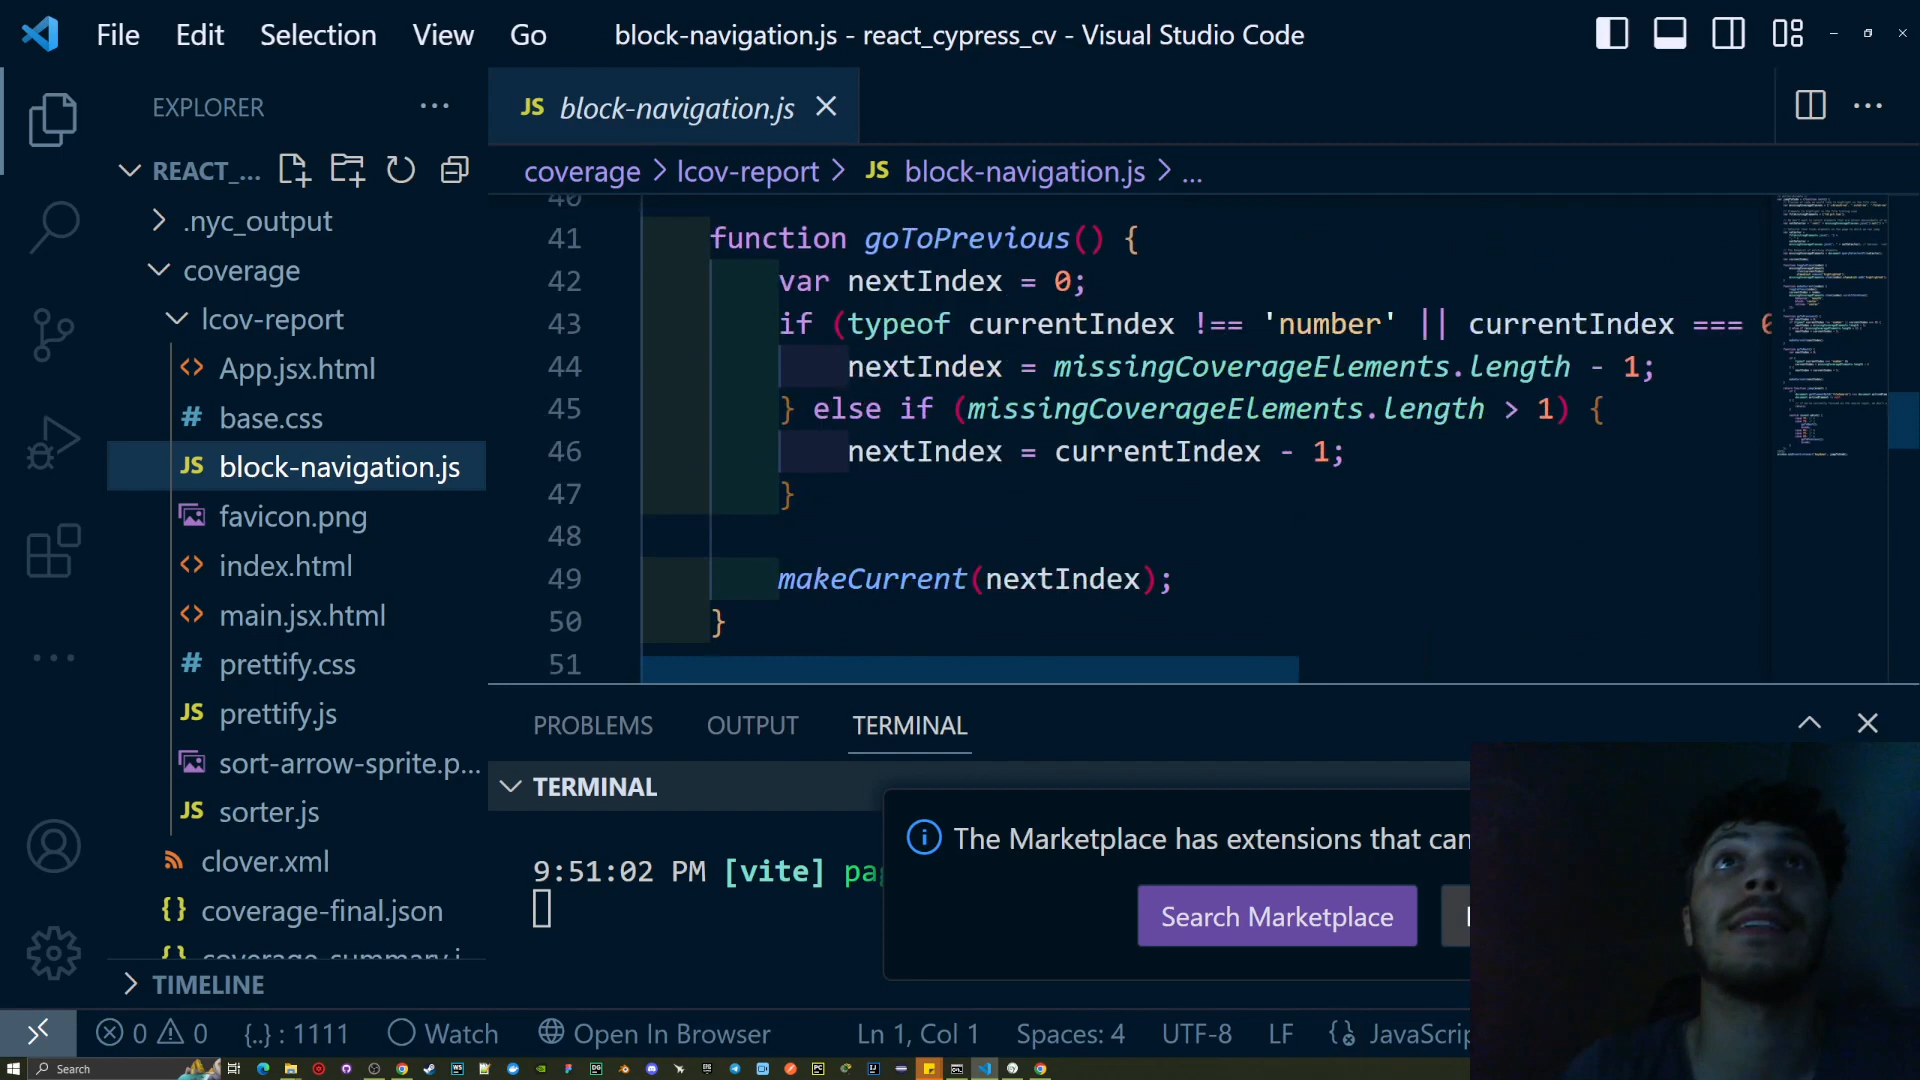 File Edit Selection View Go
block-navigation.js - react_cypress_cv - Visual Studio Code
EXPLORER
REACT_...
.nyc_output
coverage
lcov-report
App.jsx.html
base.css
block-navigation.js
favicon.png
index.html
main.jsx.html
prettify.css
prettify.js
sort-arrow-sprite.p...
sorter.js
clover.xml
coverage-final.json
TIMELINE
JS block-navigation.js
coverage > lcov-report > JS block-navigation.js > ...
40
41 function goToPrevious() {
42 var nextIndex = 0;
43 if (typeof currentIndex !== 'number' || currentIndex === 0
44 nextIndex = missingCoverageElements.length - 1;
45 } else if (missingCoverageElements.length > 1) {
46 nextIndex = currentIndex - 1;
47 }
48
49 makeCurrent(nextIndex);
50 }
51
PROBLEMS OUTPUT TERMINAL
TERMINAL
9:51:02 PM [vite] pa
The Marketplace has extensions that can
Search Marketplace
0 0 {..} : 1111 Watch Open In Browser Ln 1, Col 1 Spaces: 4 UTF-8 LF JavaScrip
Search